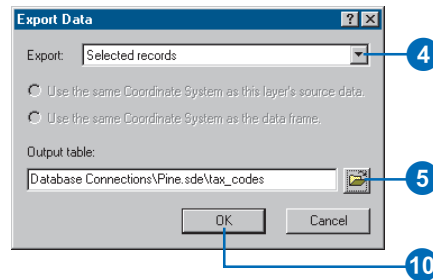 Export Data
Export: Selected records
4
Use the same Coordinate System as this layer's source data.
Use the same Coordinate System as the data frame.
Output table:
Database Connections\Pine.sde\tax_codes
5
OK Cancel
10